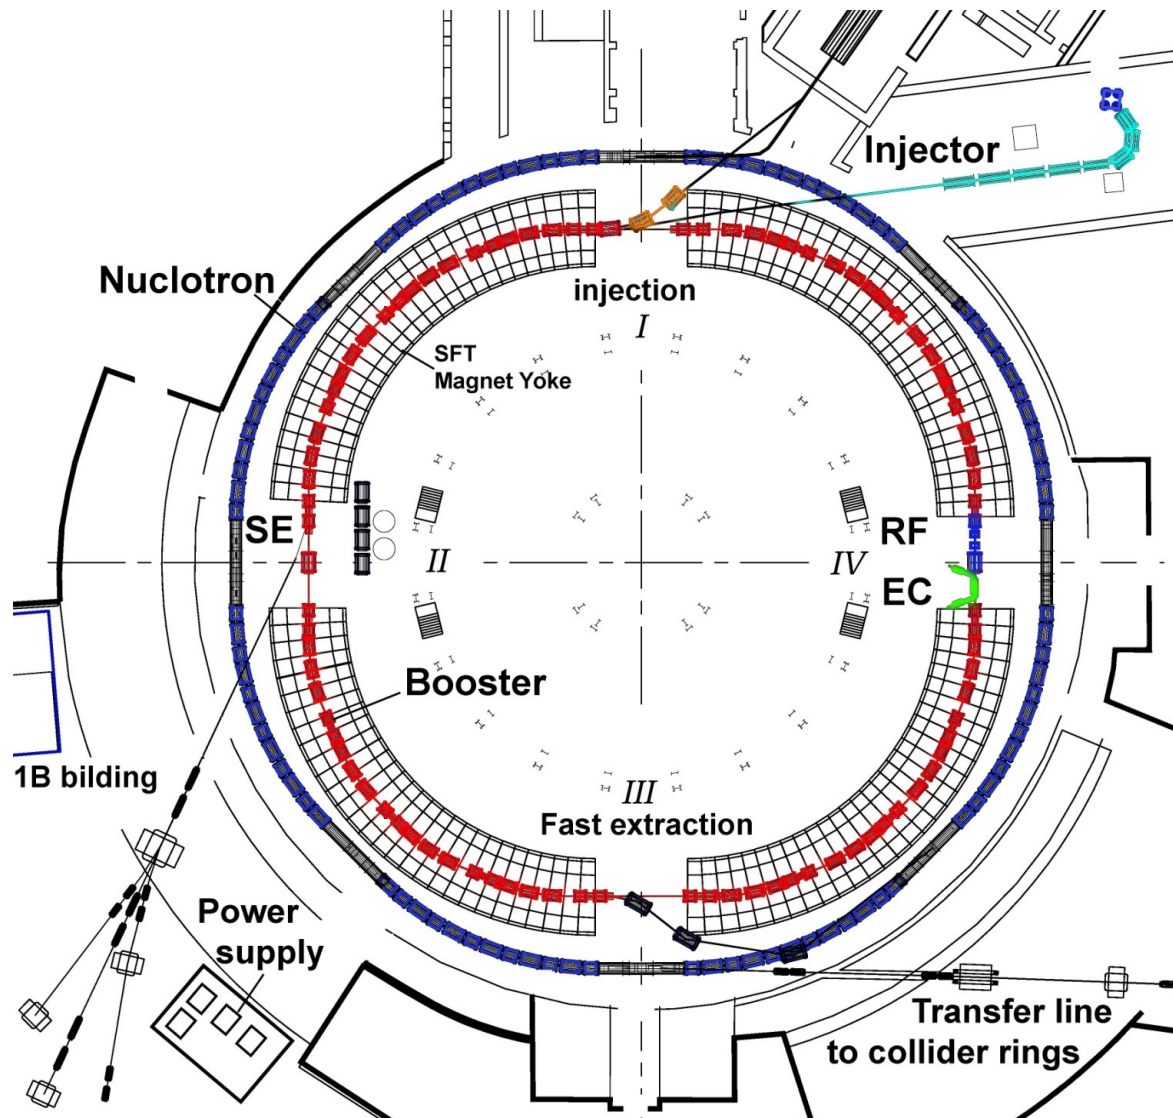 Injector
Nuclotron
injection
I
SFT
Magnet Yoke
SE
RF
II
IV
EC
Booster
1B bilding
III
Fast extraction
Power
supply
Transfer line
to collider rings